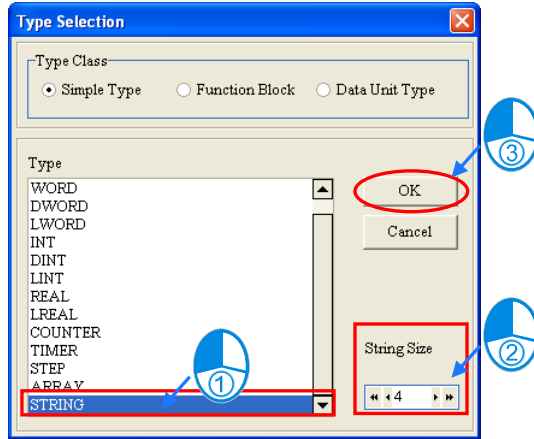 Type Selection
Type Class
Simple Type Function Block Data Unit Type
Type
WORD
DWORD
LWORD
INT
DINT
LINT
REAL
LREAL
COUNTER
TIMER
STEP
ARRAY
STRING
OK
Cancel
String Size
4
1
2
3